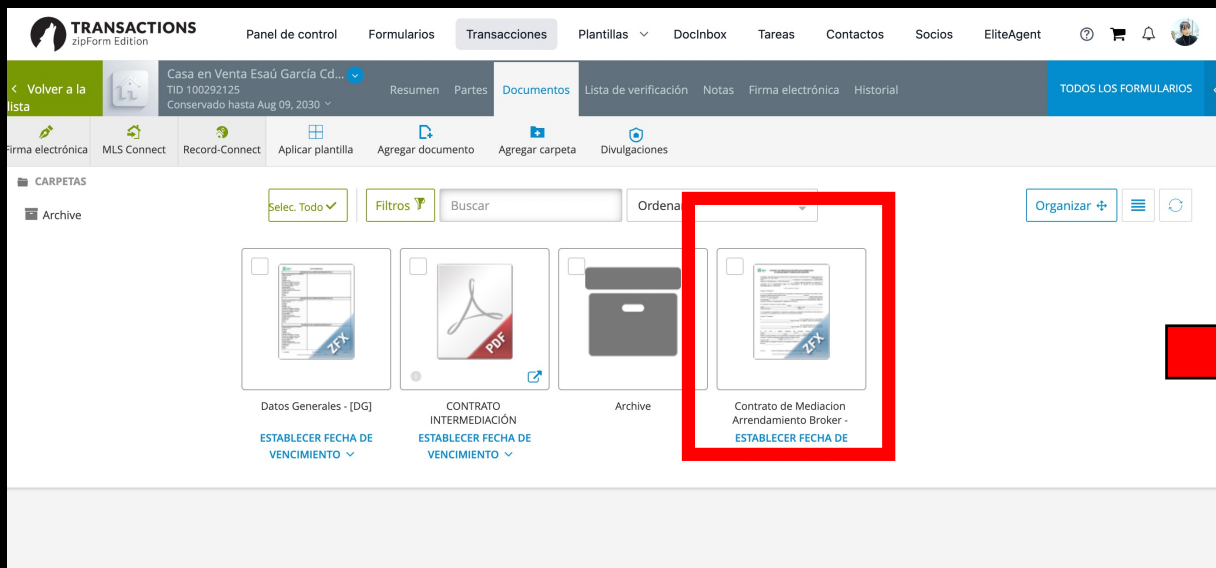 TRANSACTIONS
zipForm Edition
Panel de control
Formularios
Transacciones
Plantillas
DocInbox
Tareas
Contactos
Socios
EliteAgent
Volver a la
lista
Casa en Venta Esaú García Cd...
TID 100292125
Conservado hasta Aug 09, 2030
Resumen
Partes
Documentos
Lista de verificación
Notas
Firma electrónica
Historial
TODOS LOS FORMULARIOS
Firma electrónica
MLS Connect
Record-Connect
Aplicar plantilla
Agregar documento
Agregar carpeta
Divulgaciones
CARPETAS
Archive
Selec. Todo
Filtros
Buscar
Ordenar
Organizar
ZFX
PDF
ZFX
Datos Generales - [DG]
ESTABLECER FECHA DE
VENCIMIENTO
CONTRATO
INTERMEDIACIÓN
ESTABLECER FECHA DE
VENCIMIENTO
Archive
Contrato de Mediacion
Arrendamiento Broker -
ESTABLECER FECHA DE